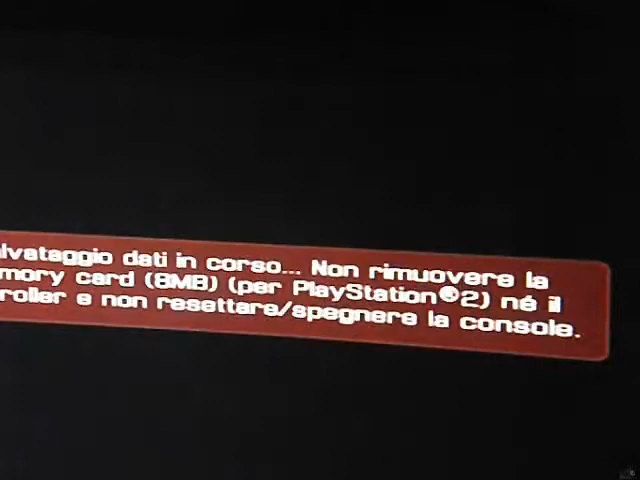 lvataggio dati in corso... Non rimuovere la
mory card (8MB) (per PlayStation®2) né il
roller e non resettare/spegnere la console.